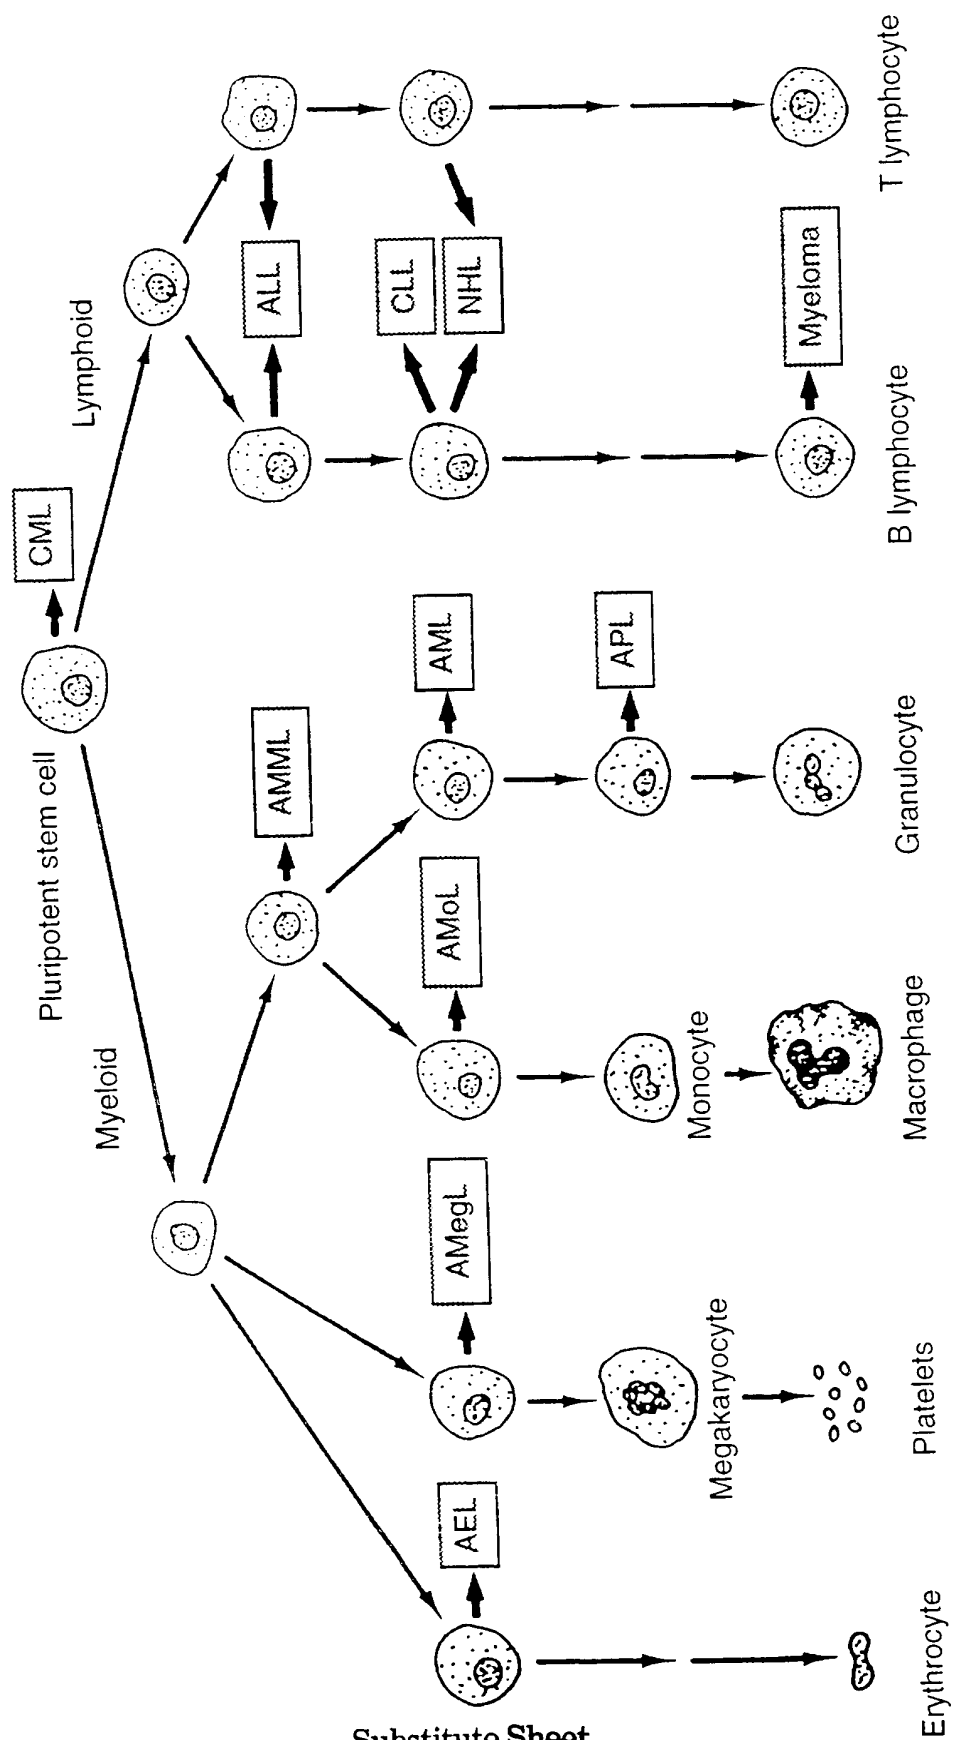 Pluripotent stem cell
CML
Myeloid
Lymphoid
AMML
ALL
AEL
AMegL
AMoL
AML
CLL
NHL
APL
Megakaryocyte
Monocyte
Myeloma
Erythrocyte
Platelets
Macrophage
Granulocyte
B lymphocyte
T lymphocyte
Substitute Sheet